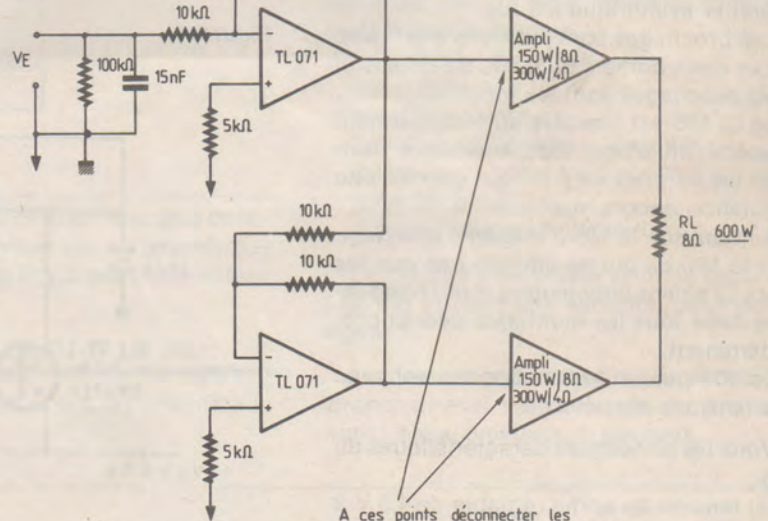 10kΩ
VE
100kΩ
15nF
TL 071
5kΩ
Ampli
150W/8Ω
300W/4Ω
10kΩ
10kΩ
RL
8Ω
600W
-
TL 071
+
5kΩ
Ampli
150W/8Ω
300W/4Ω
A ces points déconnecter les